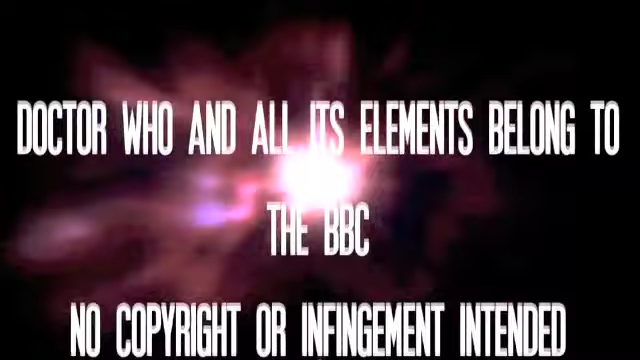 DOCTOR WHO AND ALL ITS ELEMENTS BELONG TO
THE BBC
NO COPYRIGHT OR INFINGEMENT INTENDED